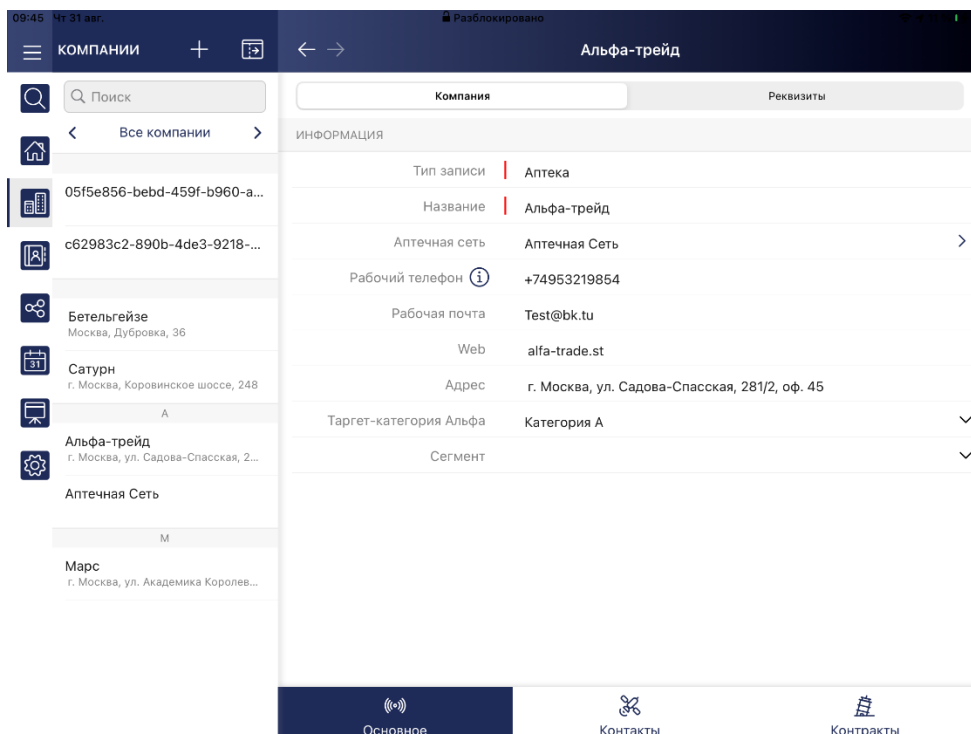 09:45 Чт 31 авг.
Разблокировано
КОМПАНИИ
Альфа-трейд
Поиск
Все компании
05f5e856-bebd-459f-b960-a...
c62983c2-890b-4de3-9218-...
Бетельгейзе
Москва, Дубровка, 36
Сатурн
г. Москва, Коровинское шоссе, 248
А
Альфа-трейд
г. Москва, ул. Садова-Спасская, 2...
Аптечная Сеть
М
Марс
г. Москва, ул. Академика Королев...
31
Компания
Реквизиты
ИНФОРМАЦИЯ
Тип записи Аптека
Название Альфа-трейд
Аптечная сеть Аптечная Сеть
Рабочий телефон +74953219854
Рабочая почта Test@bk.tu
Web alfa-trade.st
Адрес г. Москва, ул. Садова-Спасская, 281/2, оф. 45
Таргет-категория Альфа Категория А
Сегмент
Основное
Контакты
Контракты